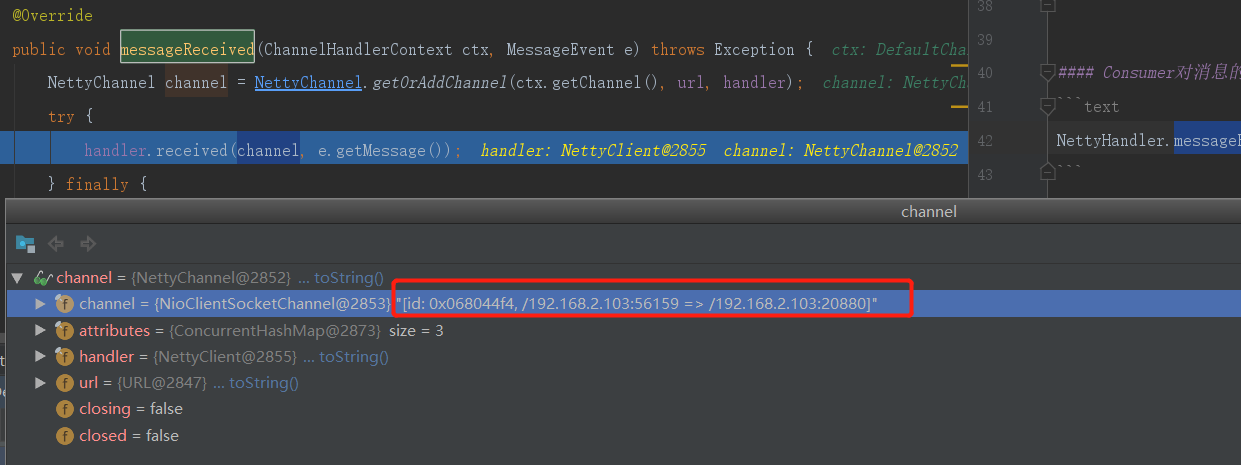 @Override
public void messageReceived(ChannelHandlerContext ctx, MessageEvent e) throws Exception {  ctx: DefaultCha
NettyChannel channel = NettyChannel.getOrAddChannel(ctx.getChannel(), url, handler);  channel: NettyCh
try {
handler.received(channel, e.getMessage());  handler: NettyClient@2855  channel: NettyChannel@2852
} finally {
38
39
40 #### Consumer对消息的
41 ```text
42 NettyHandler.message
43 ```
channel
channel = {NettyChannel@2852} ... toString()
channel = {NioClientSocketChannel@2853} "[id: 0x068044f4, /192.168.2.103:56159 => /192.168.2.103:20880]"
attributes = {ConcurrentHashMap@2873} size = 3
handler = {NettyClient@2855} ... toString()
url = {URL@2847} ... toString()
closing = false
closed = false